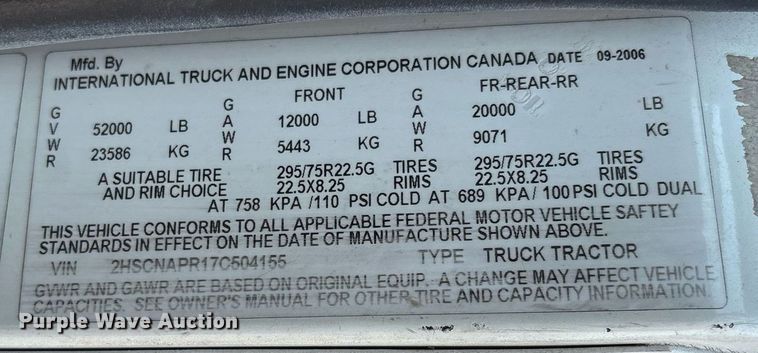 Mfd. By
INTERNATIONAL TRUCK AND ENGINE CORPORATION CANADA DATE 09-2006
GVWR 52000 LB 23586 KG
GAWR FRONT 12000 LB 5443 KG
GAWR FR-REAR-RR 20000 LB 9071 KG
A SUITABLE TIRE 295/75R22.5G TIRES 295/75R22.5G TIRES
AND RIM CHOICE 22.5X8.25 RIMS 22.5X8.25 RIMS
AT 758 KPA /110 PSI COLD AT 689 KPA/ 100PSI COLD DUAL
THIS VEHICLE CONFORMS TO ALL APPLICABLE FEDERAL MOTOR VEHICLE SAFTEY
STANDARDS IN EFFECT ON THE DATE OF MANUFACTURE SHOWN ABOVE.
VIN 2HSCNAPR17C504155 TYPE TRUCK TRACTOR
GVWR AND GAWR ARE BASED ON ORIGINAL EQUIP. A CHANGE MAY AFFECT VEHICLE
CAPACITIES. SEE OWNER'S MANUAL FOR OTHER TIRE AND CAPACITY INFORMATION.
Purple Wave Auction